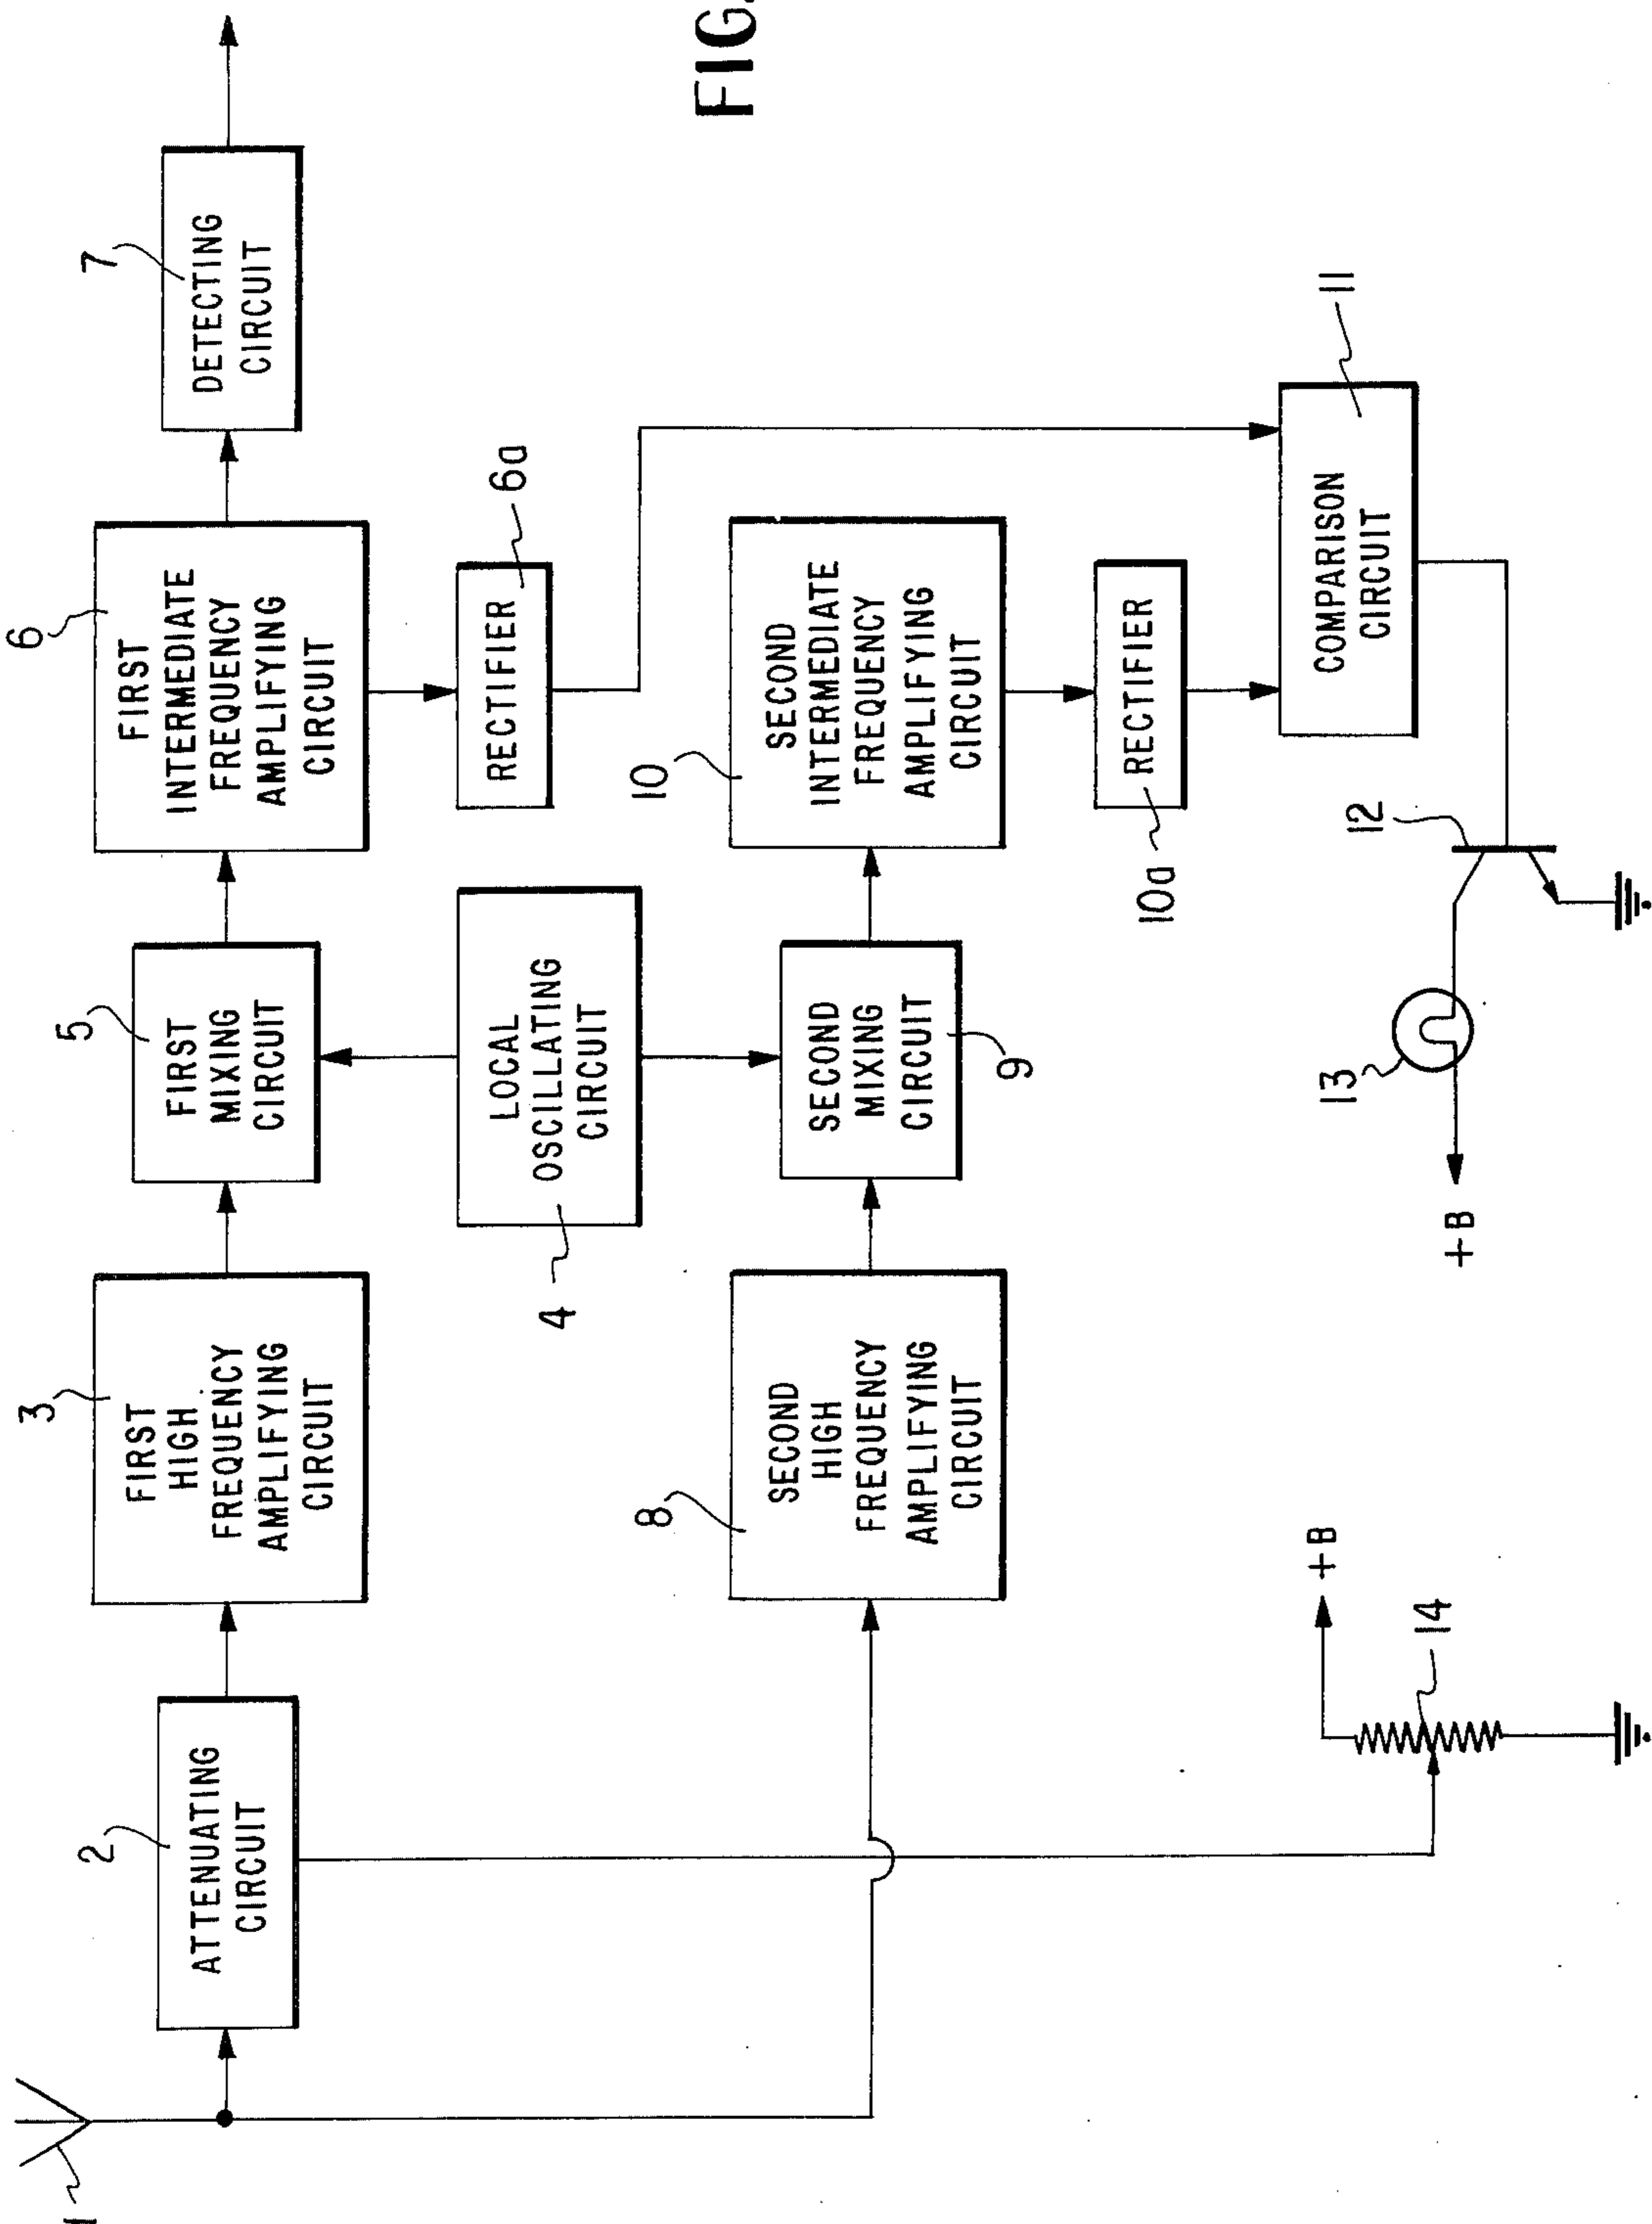 1
2
ATTENUATING
CIRCUIT
3
FIRST
HIGH
FREQUENCY
AMPLIFYING
CIRCUIT
5
FIRST
MIXING
CIRCUIT
6
FIRST
INTERMEDIATE
FREQUENCY
AMPLIFYING
CIRCUIT
7
DETECTING
CIRCUIT
4
LOCAL
OSCILLATING
CIRCUIT
RECTIFIER
6a
8
SECOND
HIGH
FREQUENCY
AMPLIFYING
CIRCUIT
SECOND
MIXING
CIRCUIT
9
10
SECOND
INTERMEDIATE
FREQUENCY
AMPLIFYING
CIRCUIT
FIG.
10a
RECTIFIER
+B
14
COMPARISON
CIRCUIT
11
+B
13
12